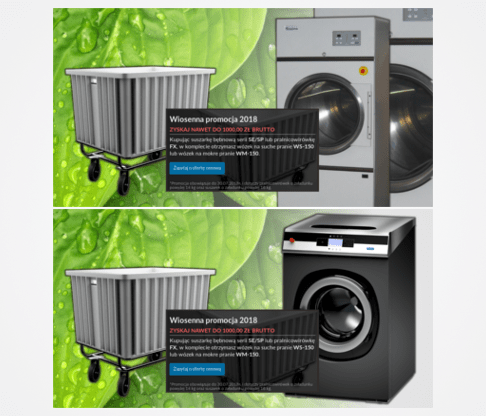 Wiosenna promocja 2018
ZYSKAJ NAWET DO 1000,00 ZŁ BRUTTO
Kupując suszarkę bębnową serii SE/SP lub pralnicowirówkę
FX, w komplecie otrzymasz wózek na suche pranie WS-150
lub wózek na mokre pranie WM-150.
Zapytaj o ofertę cenową
Wiosenna promocja 2018
ZYSKAJ NAWET DO 1000,00 ZŁ BRUTTO
Kupując suszarkę bębnową serii SE/SP lub pralnicowirówkę
FX, w komplecie otrzymasz wózek na suche pranie WS-150
lub wózek na mokre pranie WM-150.
Zapytaj o ofertę cenową